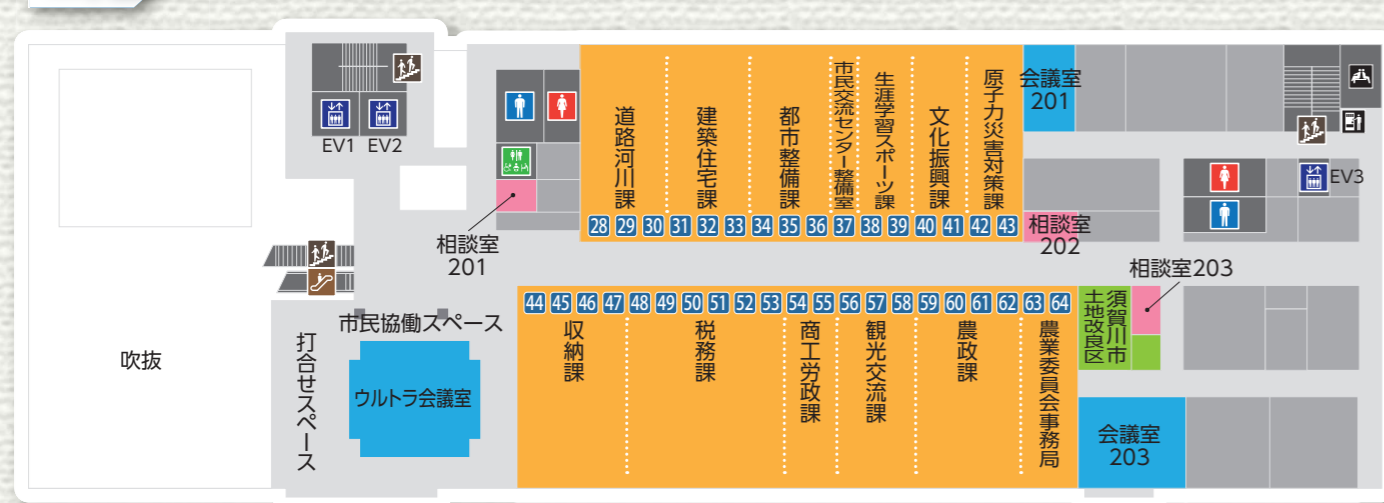 EV1 EV2
道路河川課
建築住宅課
都市整備課
市民交流センター整備室
生涯学習スポーツ課
文化振興課
原子力災害対策課
会議室
201
28 29 30 31 32 33 34 35 36 37 38 39 40 41 42 43
相談室
201
相談室
202
EV3
相談室203
44 45 46 47 48 49 50 51 52 53 54 55 56 57 58 59 60 61 62 63 64
収納課
税務課
商工労政課
観光交流課
農政課
農業委員会事務局
須賀川市
土地改良区
市民協働スペース
打合せスペース
ウルトラ会議室
吹抜
会議室
203